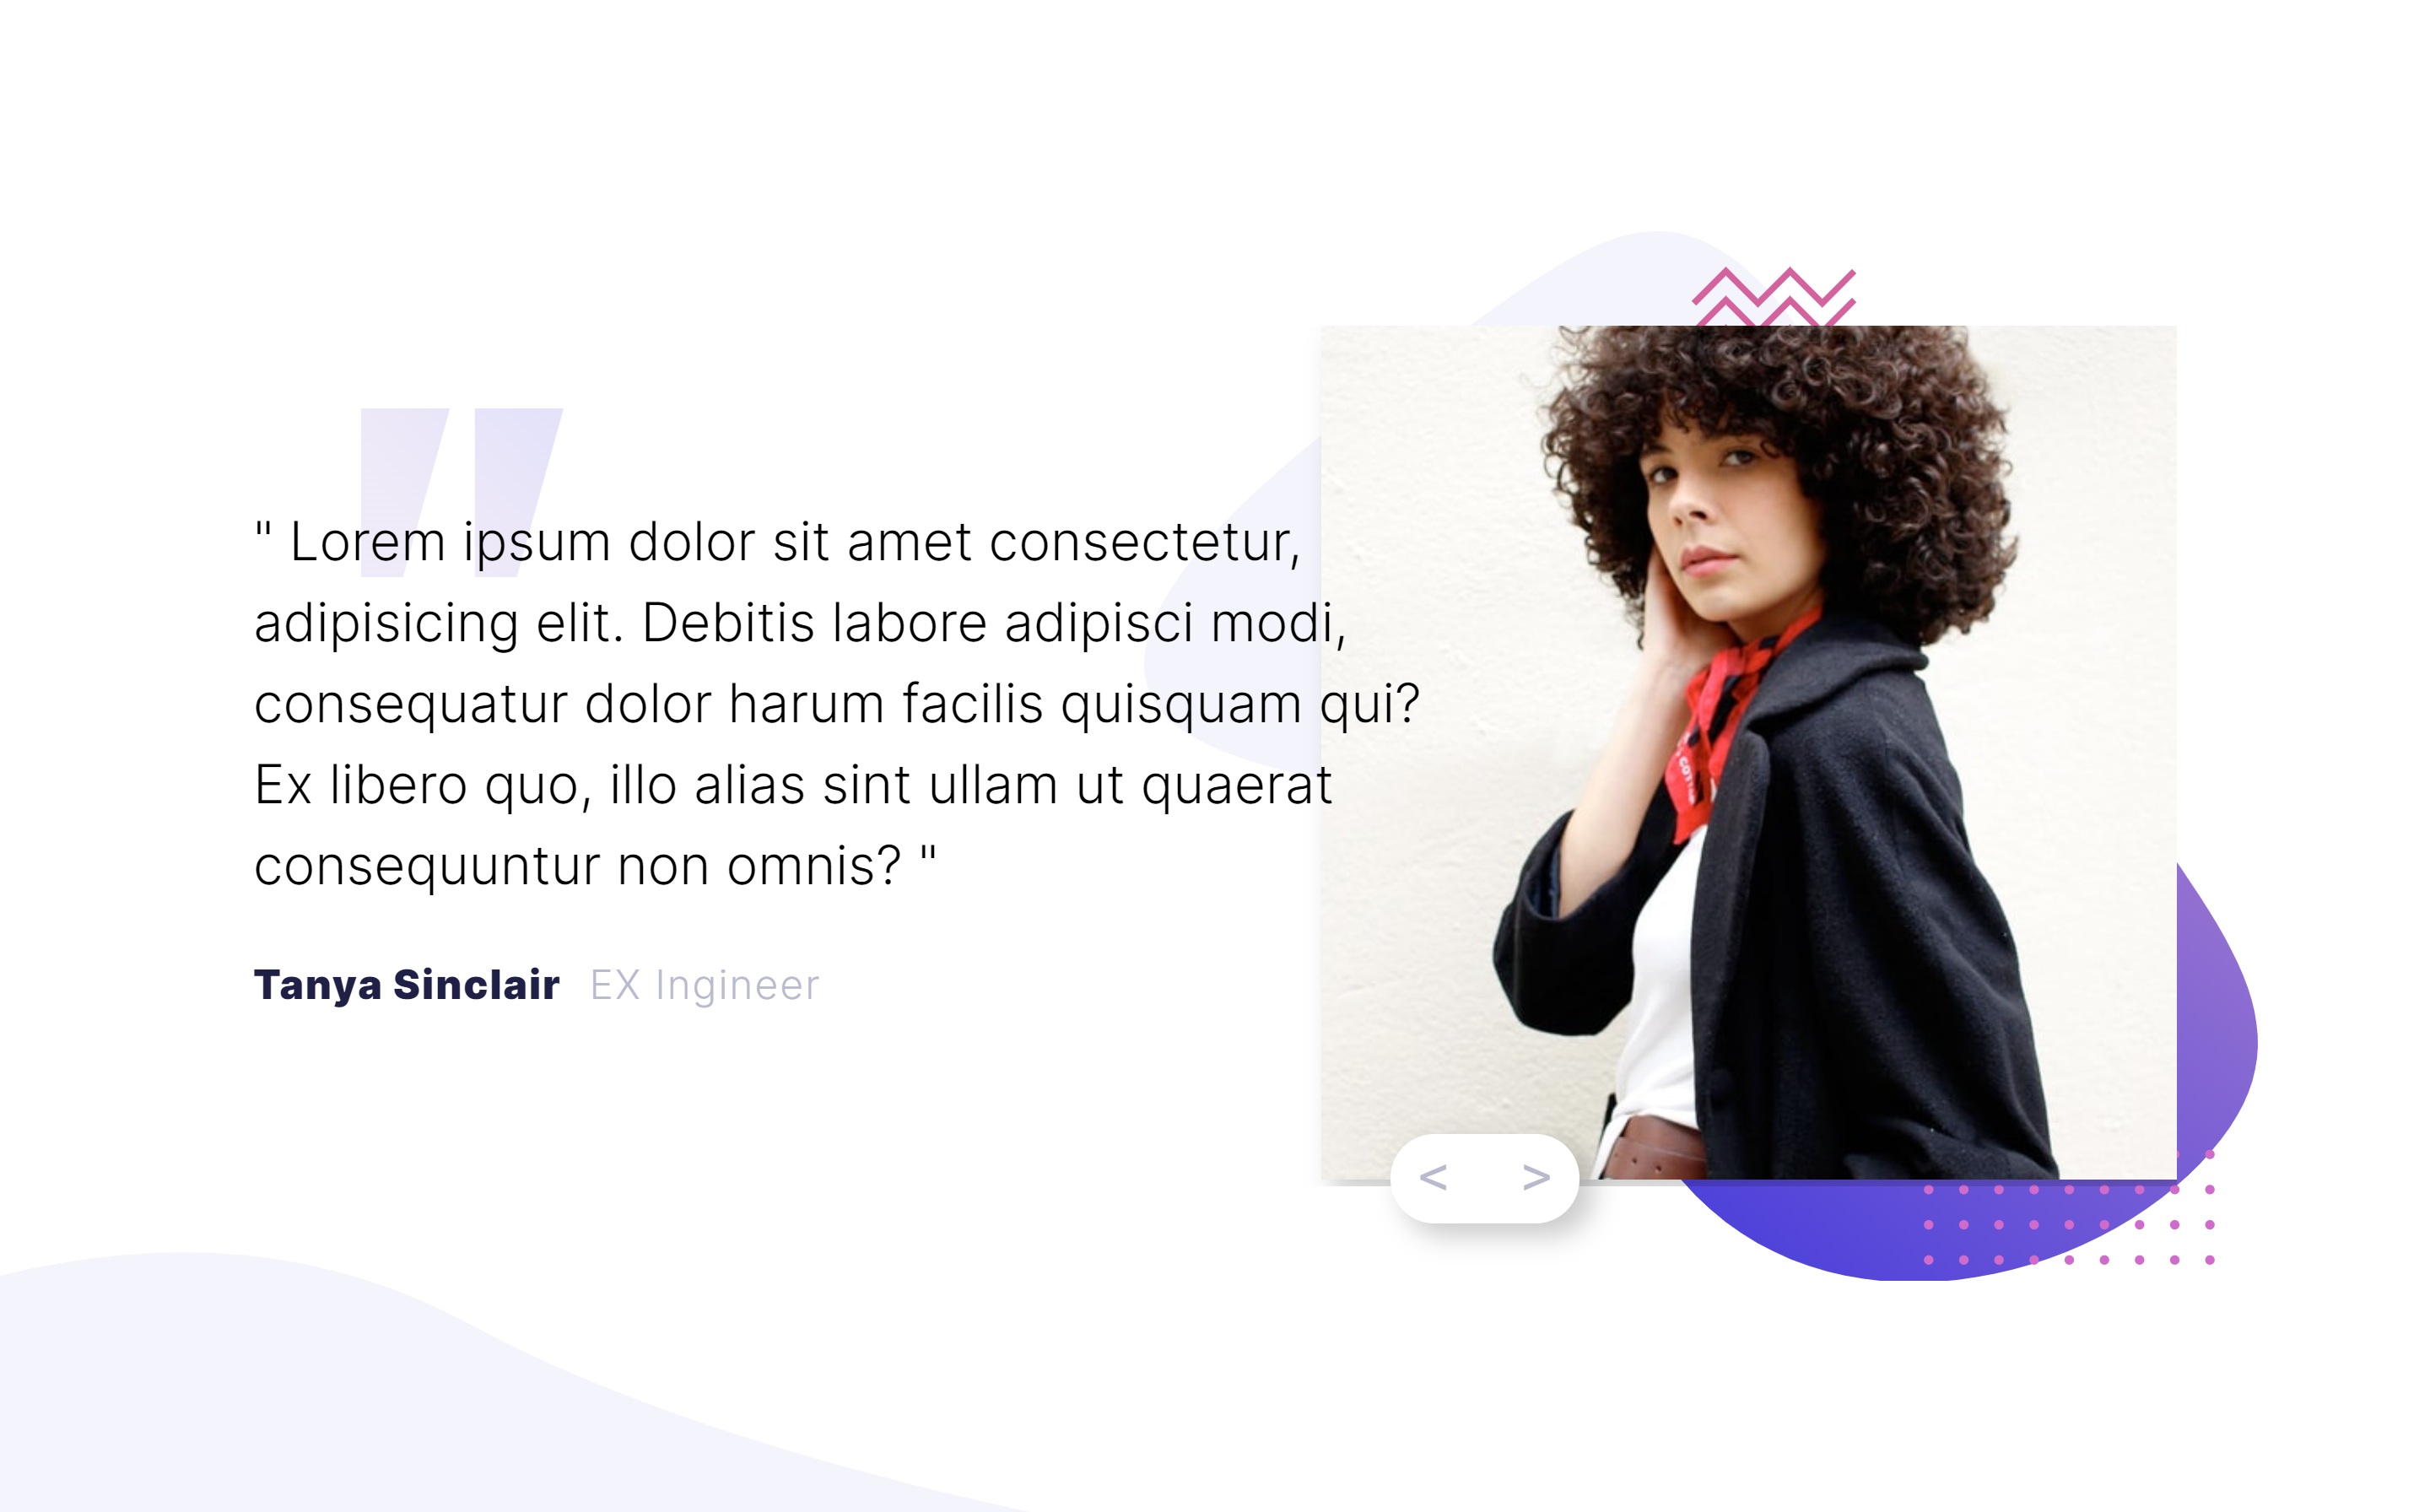 " Lorem ipsum dolor sit amet consectetur,
adipisicing elit. Debitis labore adipisci modi,
consequatur dolor harum facilis quisquam qui?
Ex libero quo, illo alias sint ullam ut quaerat
consequuntur non omnis? "
Tanya Sinclair EX Ingineer
< >